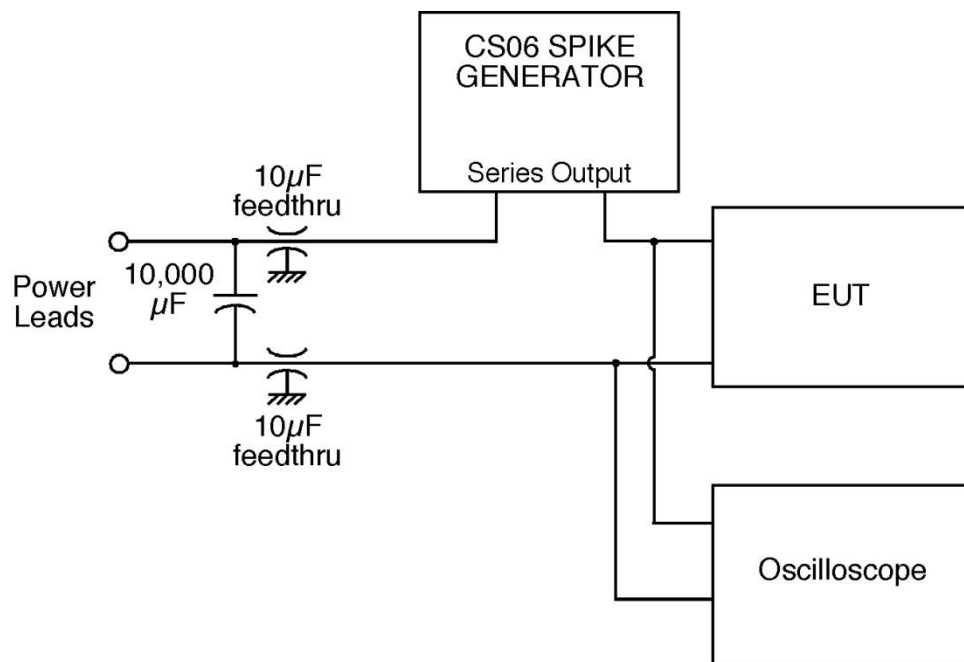 CS06 SPIKE
GENERATOR
Series Output
10µF
feedthru
10,000
µF
Power
Leads
EUT
10µF
feedthru
Oscilloscope